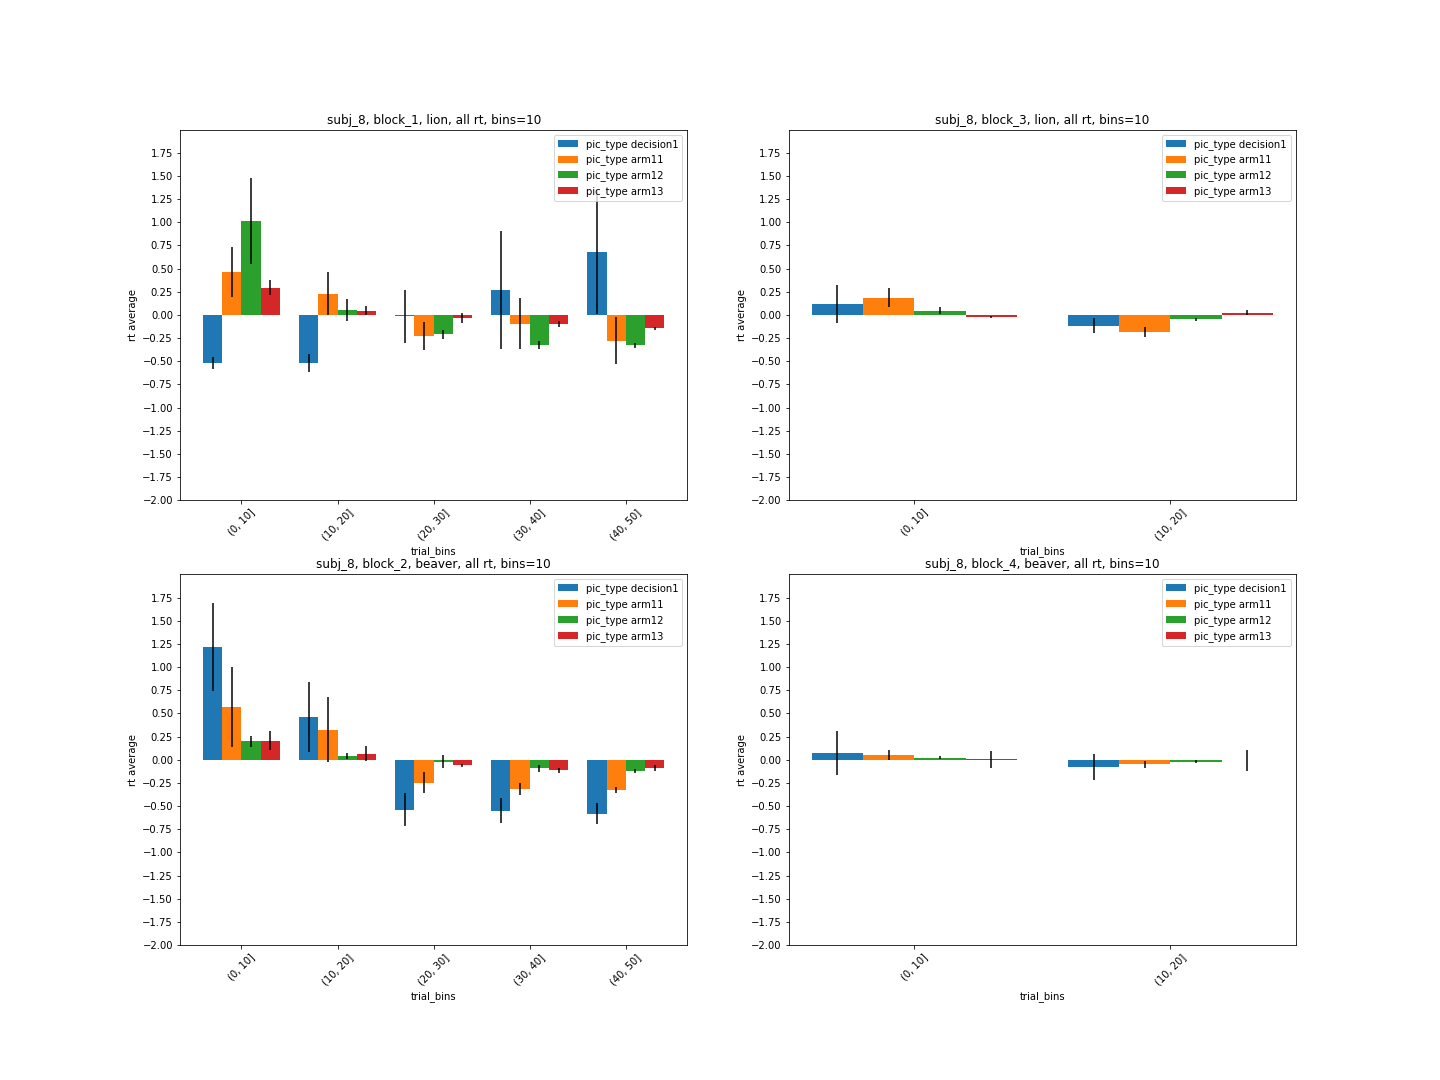 subj_8, block_1, lion, all rt, bins=10
pic_type decision1
pic_type arm11
pic_type arm12
pic_type arm13
1.75
1.50
1.25
1.00
0.75
0.50
0.25
0.00
−0.25
−0.50
−0.75
−1.00
−1.25
−1.50
−1.75
−2.00
rt average
(0, 10]
(10, 20]
(20, 30]
(30, 40]
(40, 50]
trial_bins
subj_8, block_3, lion, all rt, bins=10
pic_type decision1
pic_type arm11
pic_type arm12
pic_type arm13
1.75
1.50
1.25
1.00
0.75
0.50
0.25
0.00
−0.25
−0.50
−0.75
−1.00
−1.25
−1.50
−1.75
−2.00
rt average
(0, 10]
(10, 20]
trial_bins
subj_8, block_2, beaver, all rt, bins=10
pic_type decision1
pic_type arm11
pic_type arm12
pic_type arm13
1.75
1.50
1.25
1.00
0.75
0.50
0.25
0.00
−0.25
−0.50
−0.75
−1.00
−1.25
−1.50
−1.75
−2.00
rt average
(0, 10]
(10, 20]
(20, 30]
(30, 40]
(40, 50]
trial_bins
subj_8, block_4, beaver, all rt, bins=10
pic_type decision1
pic_type arm11
pic_type arm12
pic_type arm13
1.75
1.50
1.25
1.00
0.75
0.50
0.25
0.00
−0.25
−0.50
−0.75
−1.00
−1.25
−1.50
−1.75
−2.00
rt average
(0, 10]
(10, 20]
trial_bins